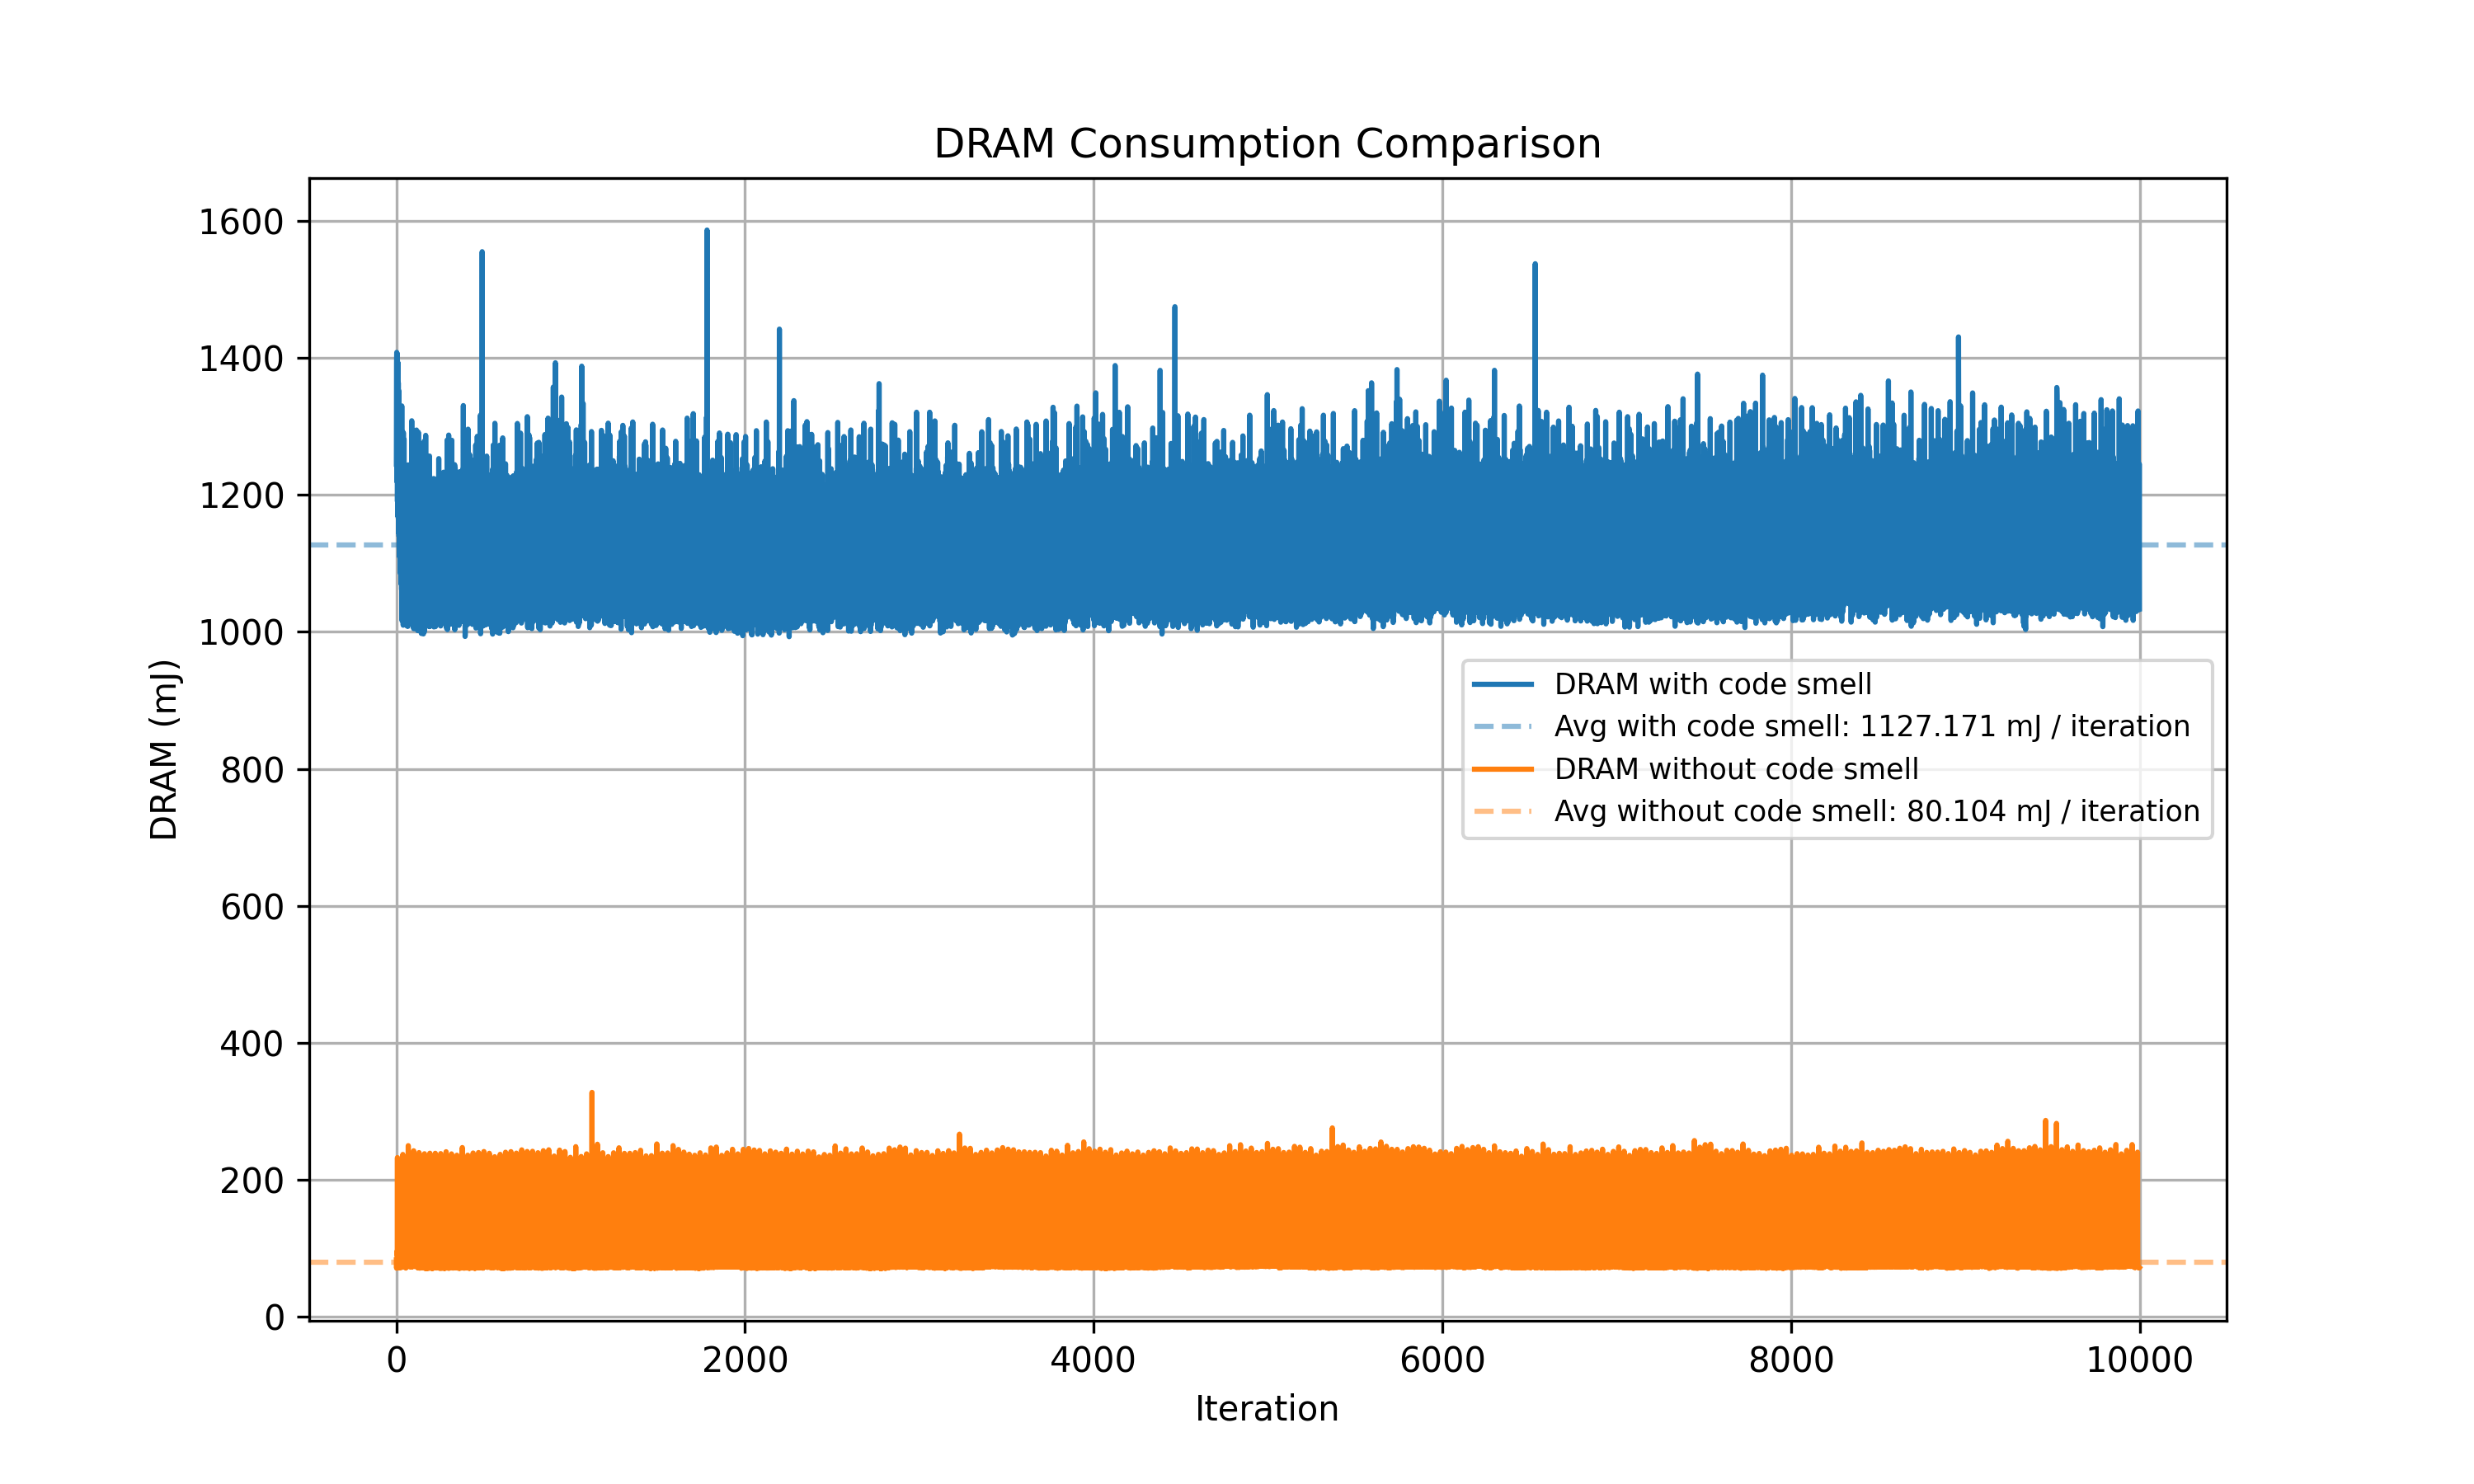 DRAM Consumption Comparison
1600
1400
1200
1000
800
600
400
200
0
DRAM (mJ)
DRAM with code smell
Avg with code smell: 1127.171 mJ / iteration
DRAM without code smell
Avg without code smell: 80.104 mJ / iteration
0 2000 4000 6000 8000 10000
Iteration